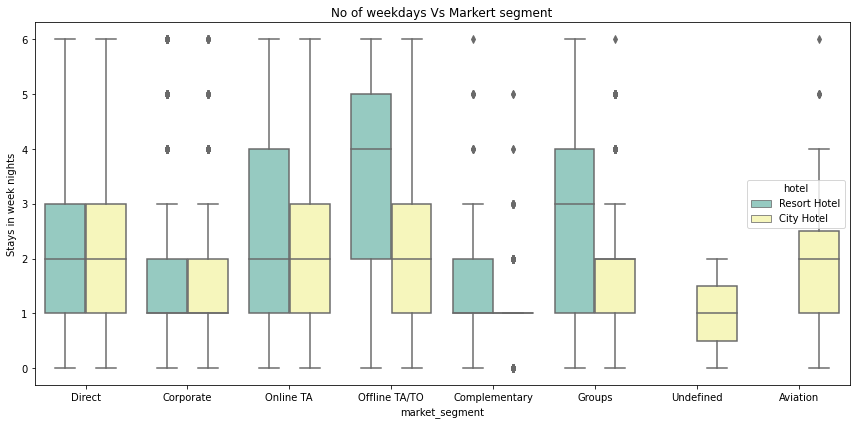 No of weekdays Vs Markert segment
6
5
4
3
2
1
0
Stays in week nights
hotel
Resort Hotel
City Hotel
Direct
Corporate
Online TA
Offline TA/TO
Complementary
Groups
Undefined
Aviation
market_segment